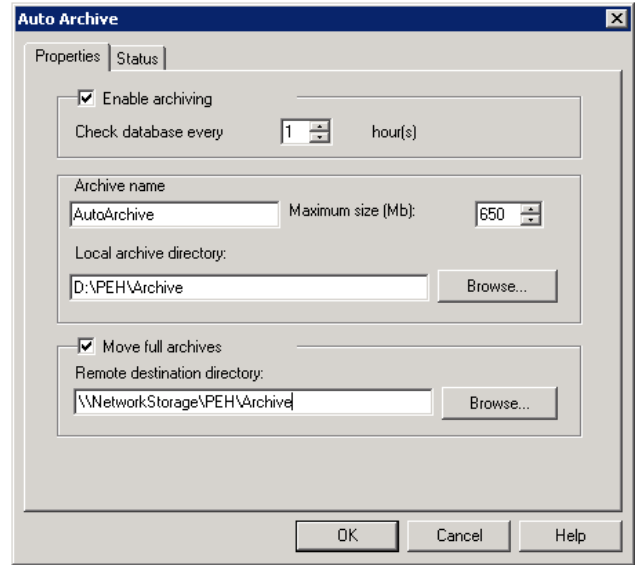 Auto Archive
Properties Status
Enable archiving
Check database every 1 hour(s)
Archive name
AutoArchive Maximum size (Mb): 650
Local archive directory:
D:\PEH\Archive Browse...
Move full archives
Remote destination directory:
\\NetworkStorage\PEH\Archive Browse...
OK Cancel Help